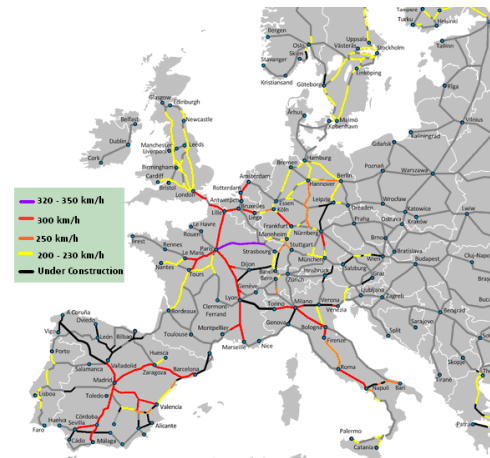 Bergen
Oslo
Uppsala
Västerås
Stockholm
Turku
Helsinki
Tallinn
Skien
Stavanger
Kristiansand
Göteborg
Linköping
Rīga
Glasgow
Edinburgh
Newcastle
Belfast
Dublin
Cork
Manchester
Liverpool
Leeds
Birmingham
Cardiff
Bristol
London
Århus
Malmö
København
Vilnius
Kaliningrad
Gdańsk
Hamburg
Bremen
Berlin
Hannover
Poznań
Warszawa
Amsterdam
Rotterdam
Antwerpen
Bruxelles
Lille
Liege
Essen
Köln
Leipzig
Dresden
Wrocław
Katowice
Kraków
Lviv
Praha
Ostrava
Frankfurt
Mannheim
Nürnberg
Stuttgart
Strasbourg
München
Brno
Wien
Bratislava
Budapest
Salzburg
Innsbruck
Graz
Ljubljana
Zagreb
320 - 350 km/h
300 km/h
250 km/h
200 - 230 km/h
Under Construction
Le Havre
Rouen
Paris
Brest
Rennes
Le Mans
Nantes
Tours
Dijon
Basel
Bern
Zürich
Genève
Lyon
Clermont-
Ferrand
Bordeaux
Toulouse
Montpellier
Marseille
Nice
Torino
Milano
Genova
Verona
Venezia
Bologna
Firenze
Roma
Napoli
Bari
Palermo
Catania
Split
Sarajevo
Beograd
Skopje
Tirane
Patra
A Coruña
Oviedo
Vigo
León
Bilbao
Porto
Valladolid
Salamanca
Huesca
Zaragoza
Barcelona
Madrid
Toledo
Lisboa
Valencia
Alicante
Córdoba
Huelva
Sevilla
Faro
Cádiz
Málaga